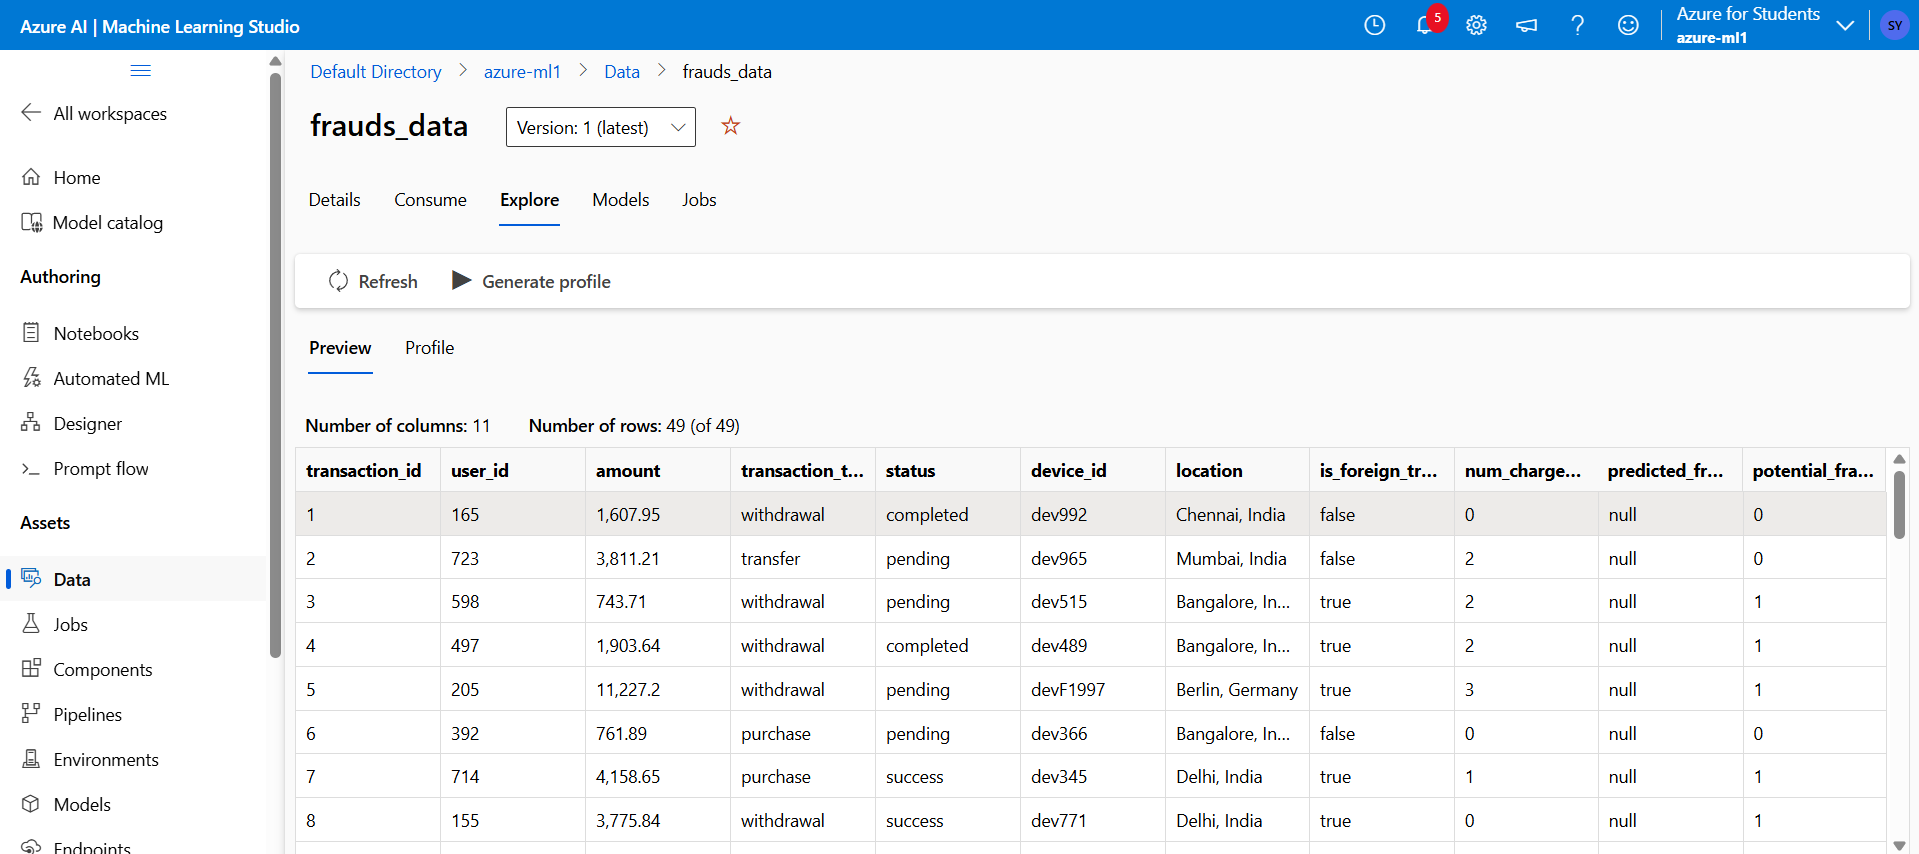 Azure AI | Machine Learning Studio
5
Azure for Students
azure-ml1
SY
All workspaces
Home
Model catalog
Authoring
Notebooks
Automated ML
Designer
Prompt flow
Assets
Data
Jobs
Components
Pipelines
Environments
Models
Endpoints
Default Directory > azure-ml1 > Data > frauds_data
frauds_data
Version: 1 (latest)
Details Consume Explore Models Jobs
Refresh Generate profile
Preview Profile
Number of columns: 11 Number of rows: 49 (of 49)
transaction_id user_id amount transaction_t... status device_id location is_foreign_tr... num_charge... predicted_fr... potential_fra...
1 165 1,607.95 withdrawal completed dev992 Chennai, India false 0 null 0
2 723 3,811.21 transfer pending dev965 Mumbai, India false 2 null 0
3 598 743.71 withdrawal pending dev515 Bangalore, In... true 2 null 1
4 497 1,903.64 withdrawal completed dev489 Bangalore, In... true 2 null 1
5 205 11,227.2 withdrawal pending devF1997 Berlin, Germany true 3 null 1
6 392 761.89 purchase pending dev366 Bangalore, In... false 0 null 0
7 714 4,158.65 purchase success dev345 Delhi, India true 1 null 1
8 155 3,775.84 withdrawal success dev771 Delhi, India true 0 null 1